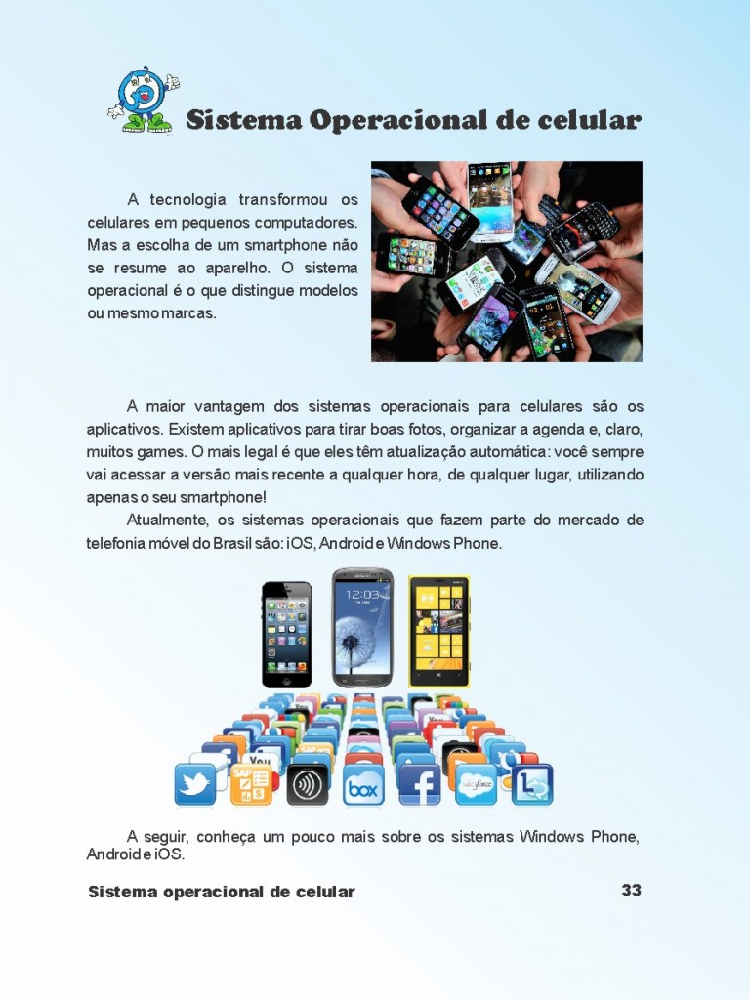 Sistema Operacional de celular
A tecnologia transformou os
celulares em pequenos computadores.
Mas a escolha de um smartphone não
se resume ao aparelho. O sistema
operacional é o que distingue modelos
ou mesmo marcas.
A maior vantagem dos sistemas operacionais para celulares são os
aplicativos. Existem aplicativos para tirar boas fotos, organizar a agenda e, claro,
muitos games. O mais legal é que eles têm atualização automática: você sempre
vai acessar a versão mais recente a qualquer hora, de qualquer lugar, utilizando
apenas o seu smartphone!
Atualmente, os sistemas operacionais que fazem parte do mercado de
telefonia móvel do Brasil são: iOS, Android e Windows Phone.
12:03
You
SAP
box
salesforce
A seguir, conheça um pouco mais sobre os sistemas Windows Phone,
Android e iOS.
Sistema operacional de celular 33